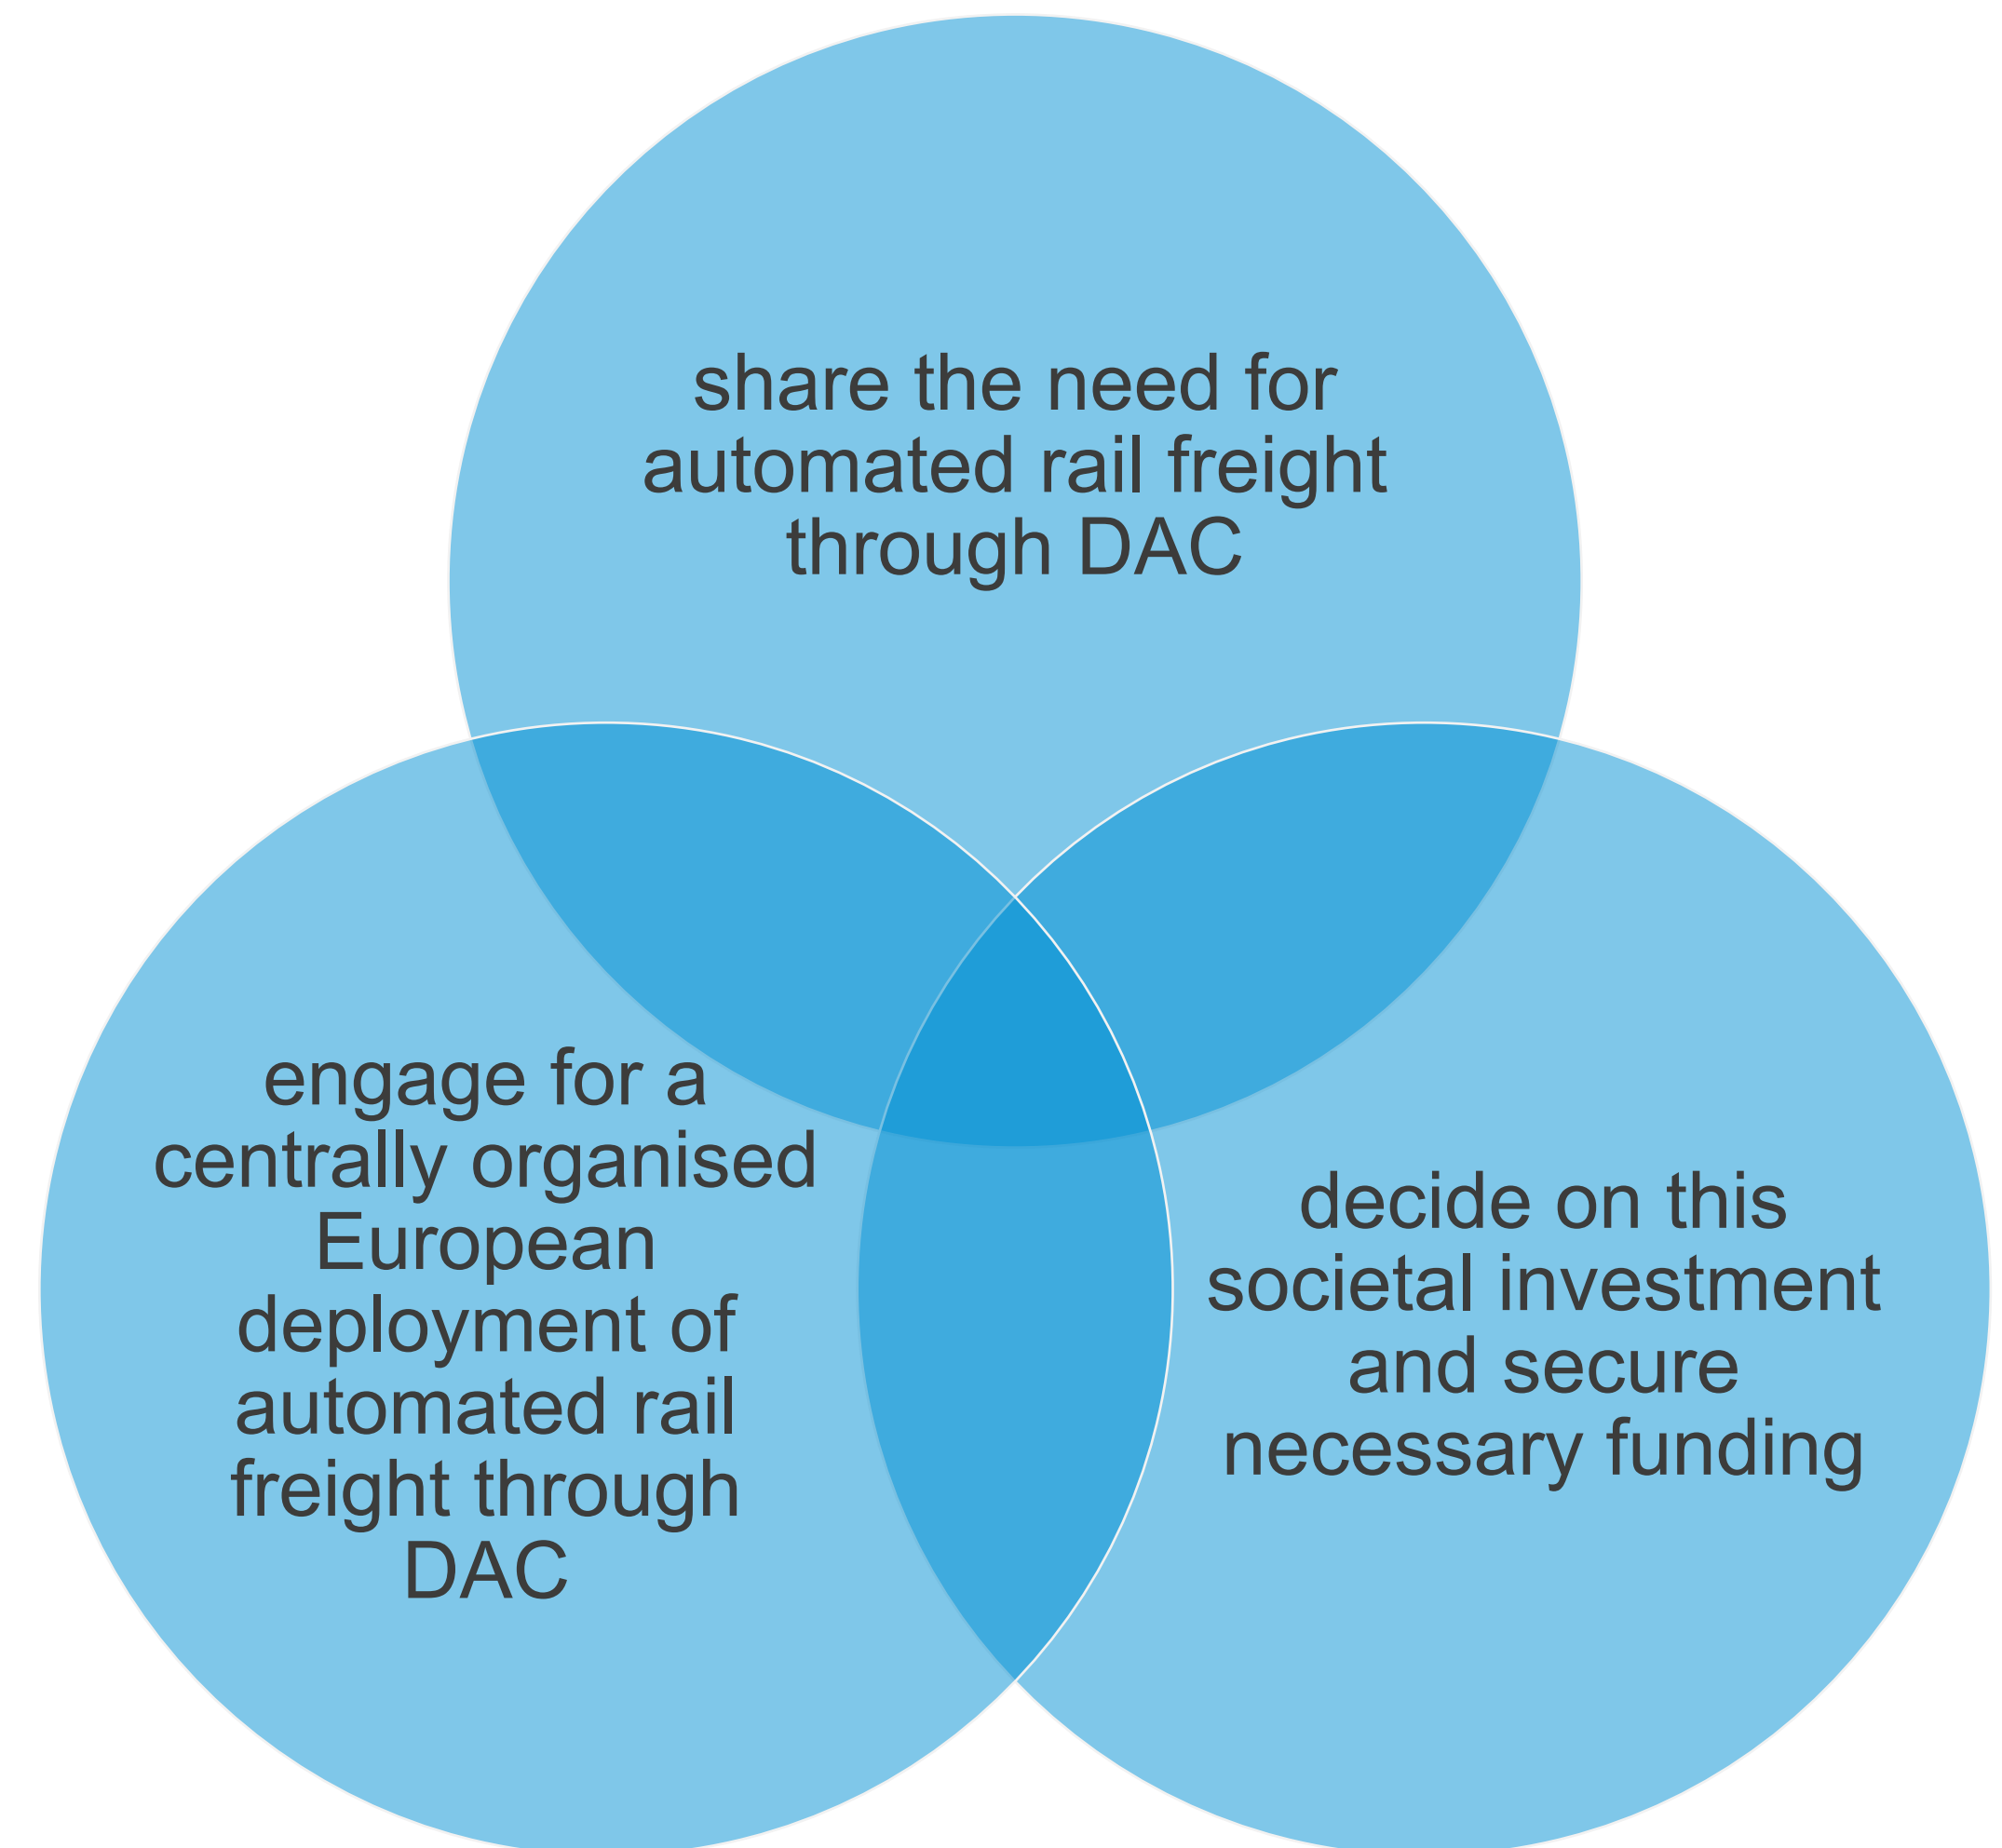 share the need for
automated rail freight
through DAC
engage for a
centrally organised
European
deployment of
automated rail
freight through
DAC
decide on this
societal investment
and secure
necessary funding